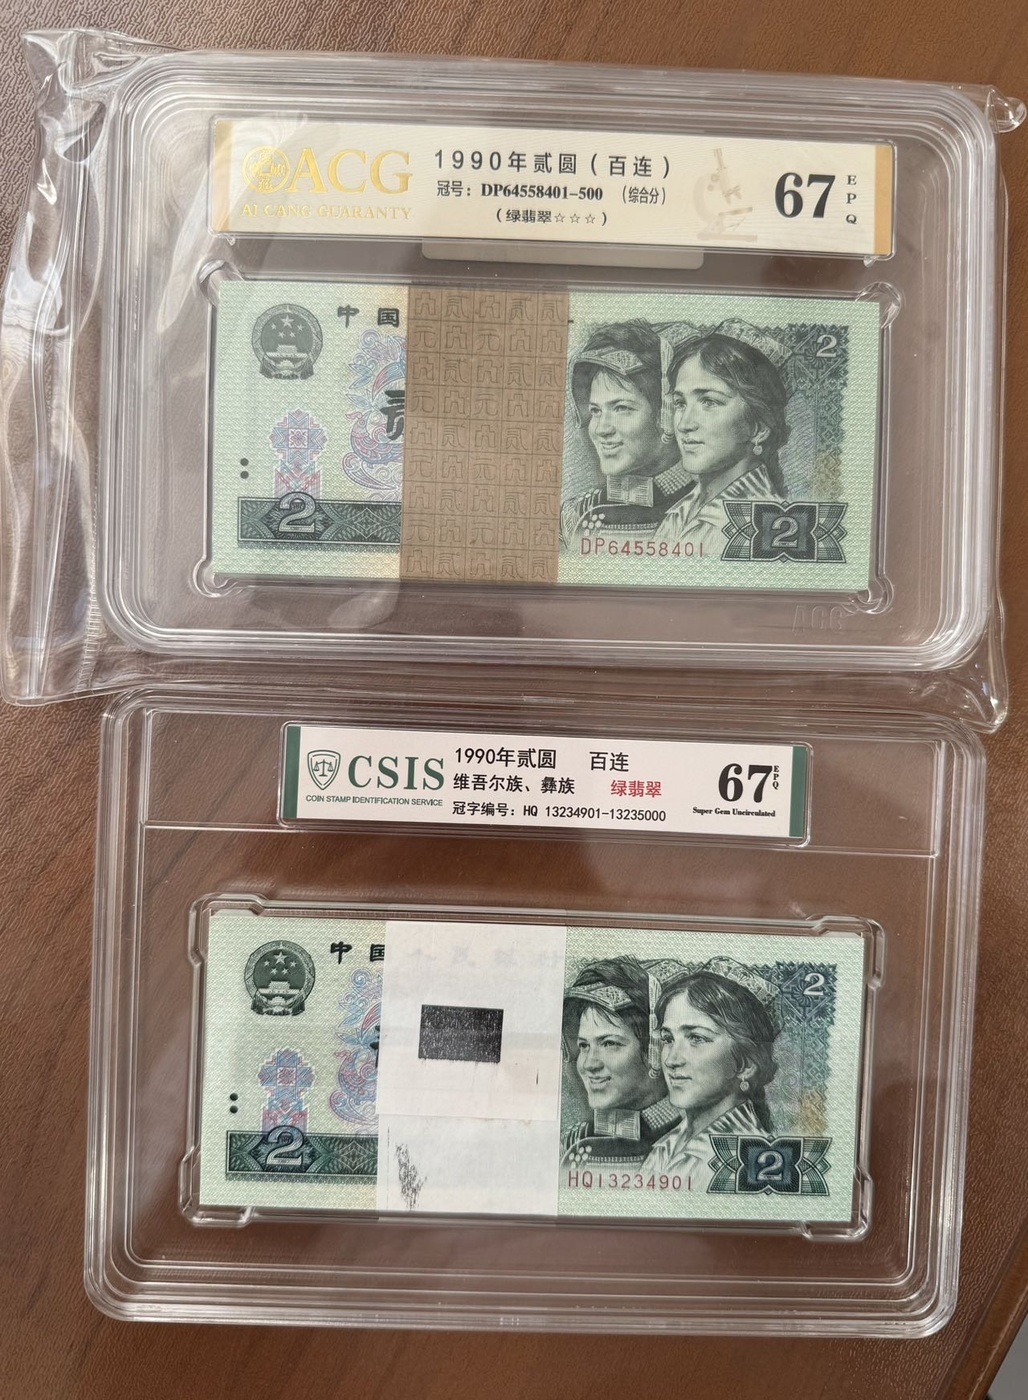 ACG
AI CANG GUARANTY
1990年贰圆（百连）
冠号：DP64558401-500 （综合分）
（绿翡翠☆☆☆）
67
EPQ
中国
贰
2
2
2
DP64558401
ACG
CSIS
COIN STAMP IDENTIFICATION SERVICE
1990年贰圆 百连
维吾尔族、彝族 绿翡翠
冠字编号：HQ 13234901-13235000
67
EPQ
Super Gem Uncirculated
中国
2
2
2
HQ13234901